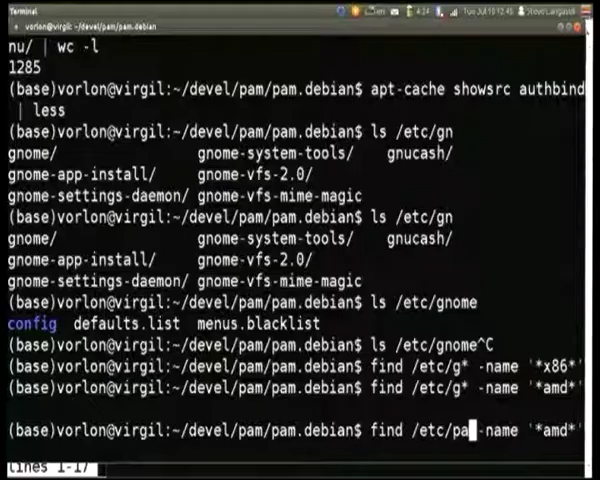 Terminal
vorlon@virgil: ~/devel/pam/pam.debian
nu/ | wc -l
1285
(base)vorlon@virgil:~/devel/pam/pam.debian$ apt-cache showsrc authbind
| less
(base)vorlon@virgil:~/devel/pam/pam.debian$ ls /etc/gn
gnome/ gnome-system-tools/ gnucash/
gnome-app-install/ gnome-vfs-2.0/
gnome-settings-daemon/ gnome-vfs-mime-magic
(base)vorlon@virgil:~/devel/pam/pam.debian$ ls /etc/gn
gnome/ gnome-system-tools/ gnucash/
gnome-app-install/ gnome-vfs-2.0/
gnome-settings-daemon/ gnome-vfs-mime-magic
(base)vorlon@virgil:~/devel/pam/pam.debian$ ls /etc/gnome
config defaults.list menus.blacklist
(base)vorlon@virgil:~/devel/pam/pam.debian$ ls /etc/gnome^C
(base)vorlon@virgil:~/devel/pam/pam.debian$ find /etc/g* -name '*x86*'
(base)vorlon@virgil:~/devel/pam/pam.debian$ find /etc/g* -name '*amd*'
(base)vorlon@virgil:~/devel/pam/pam.debian$ find /etc/pa -name '*amd*'
lines 1-17